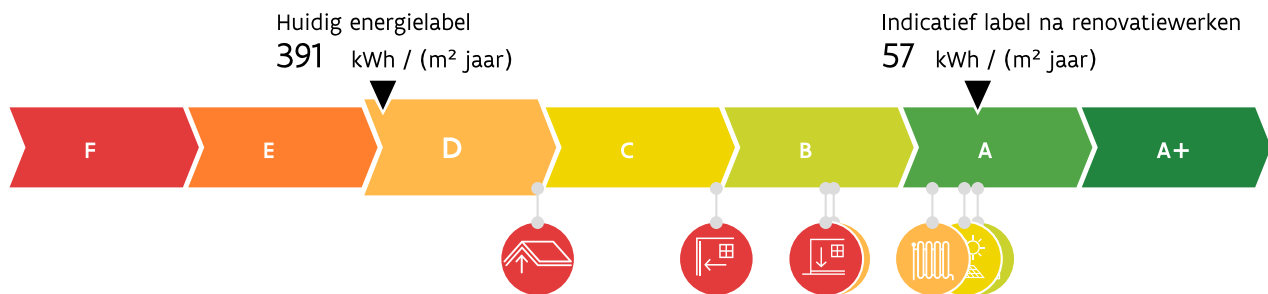 Huidig energielabel
391 kWh / (m² jaar)
Indicatief label na renovatiewerken
57 kWh / (m² jaar)
F E D C B A A+